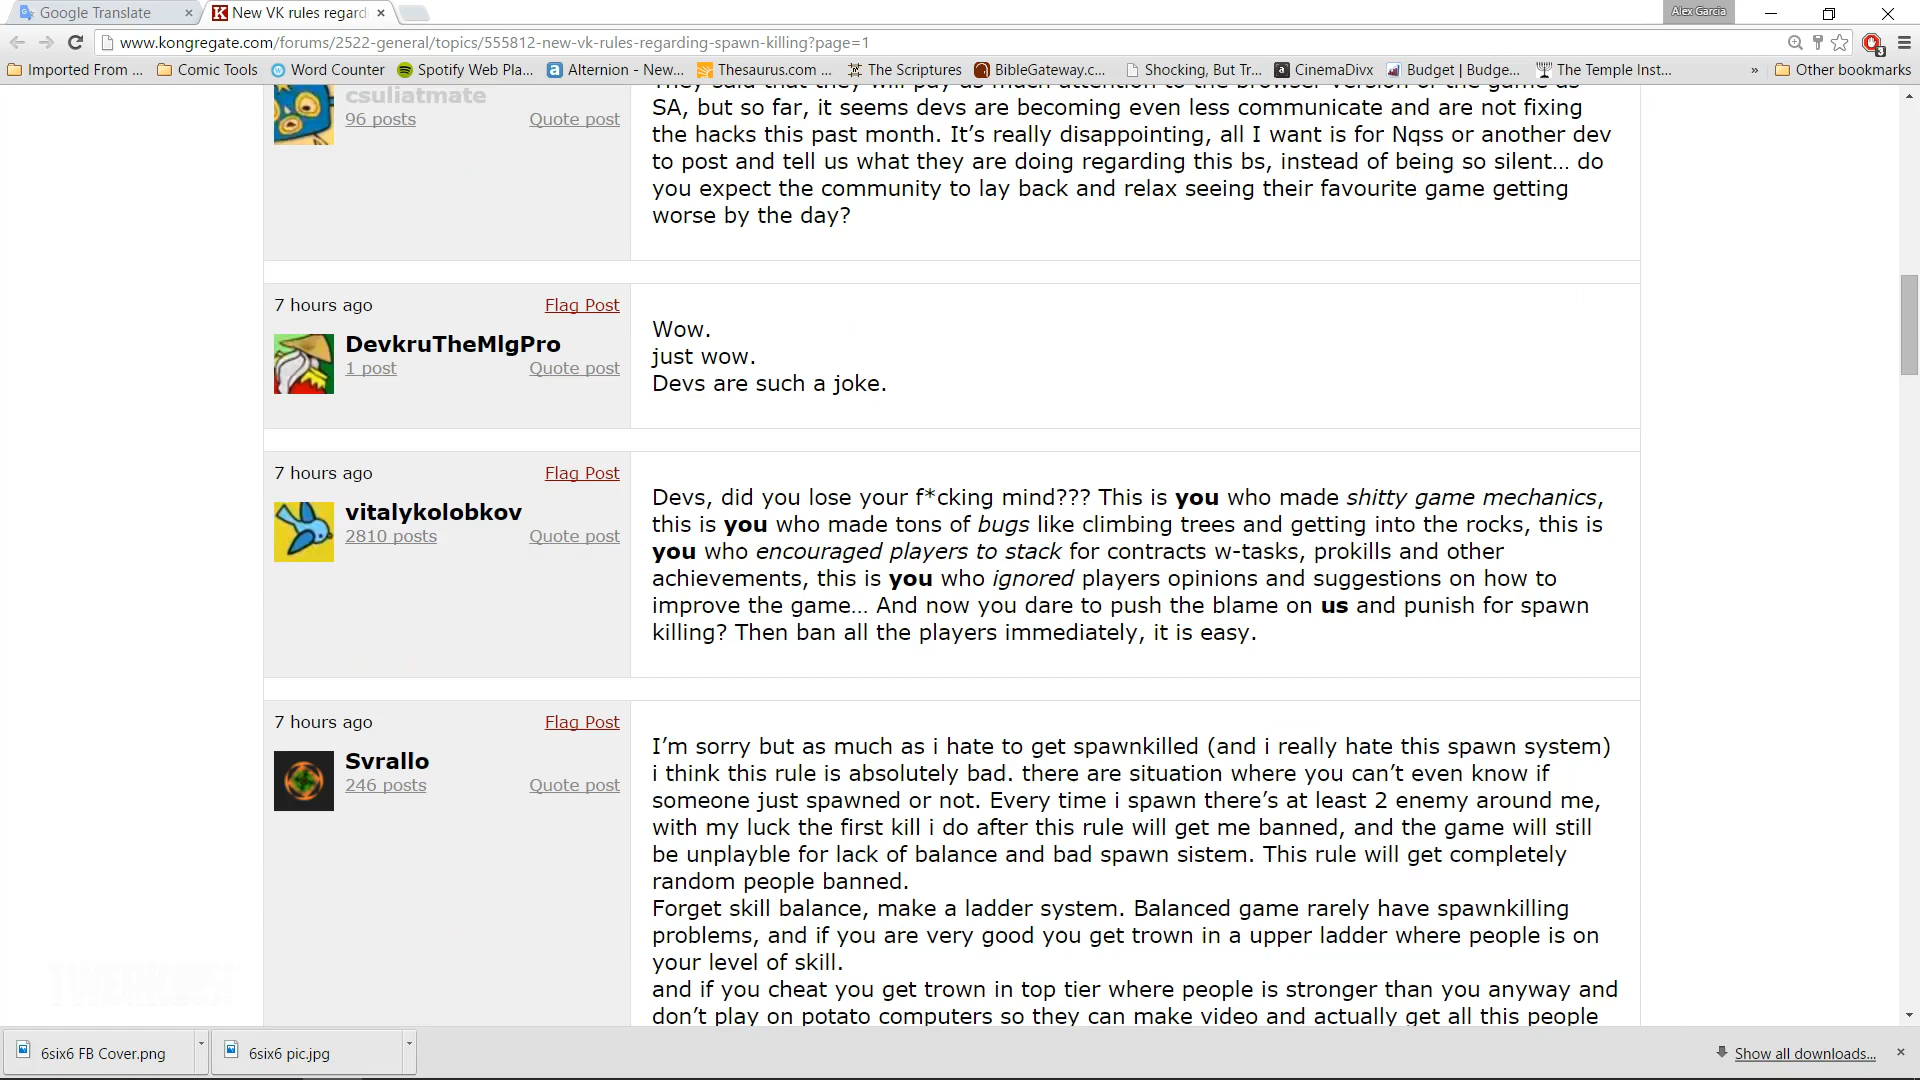 Google Translate
New VK rules regard
Alex Garcia
www.kongregate.com/forums/2522-general/topics/555812-new-vk-rules-regarding-spawn-killing?page=1
3
Imported From ...
Comic Tools
Word Counter
Spotify Web Pla...
Alternion - New...
Thesaurus.com ...
The Scriptures
BibleGateway.c...
Shocking, But Tr...
CinemaDivx
Budget | Budge...
The Temple Inst...
»
Other bookmarks
csuliatmate
96 posts
Quote post
They said that they will pay as much attention to the browser version of the game as
SA, but so far, it seems devs are becoming even less communicate and are not fixing
the hacks this past month. It’s really disappointing, all I want is for Nqss or another dev
to post and tell us what they are doing regarding this bs, instead of being so silent… do
you expect the community to lay back and relax seeing their favourite game getting
worse by the day?
7 hours ago
Flag Post
DevkruTheMlgPro
1 post
Quote post
Wow.
just wow.
Devs are such a joke.
7 hours ago
Flag Post
vitalykolobkov
2810 posts
Quote post
Devs, did you lose your f*cking mind??? This is you who made shitty game mechanics,
this is you who made tons of bugs like climbing trees and getting into the rocks, this is
you who encouraged players to stack for contracts w-tasks, prokills and other
achievements, this is you who ignored players opinions and suggestions on how to
improve the game… And now you dare to push the blame on us and punish for spawn
killing? Then ban all the players immediately, it is easy.
7 hours ago
Flag Post
Svrallo
246 posts
Quote post
I’m sorry but as much as i hate to get spawnkilled (and i really hate this spawn system)
i think this rule is absolutely bad. there are situation where you can’t even know if
someone just spawned or not. Every time i spawn there’s at least 2 enemy around me,
with my luck the first kill i do after this rule will get me banned, and the game will still
be unplayble for lack of balance and bad spawn sistem. This rule will get completely
random people banned.
Forget skill balance, make a ladder system. Balanced game rarely have spawnkilling
problems, and if you are very good you get trown in a upper ladder where people is on
your level of skill.
and if you cheat you get trown in top tier where people is stronger than you anyway and
don’t play on potato computers so they can make video and actually get all this people
6six6 FB Cover.png
6six6 pic.jpg
Show all downloads...